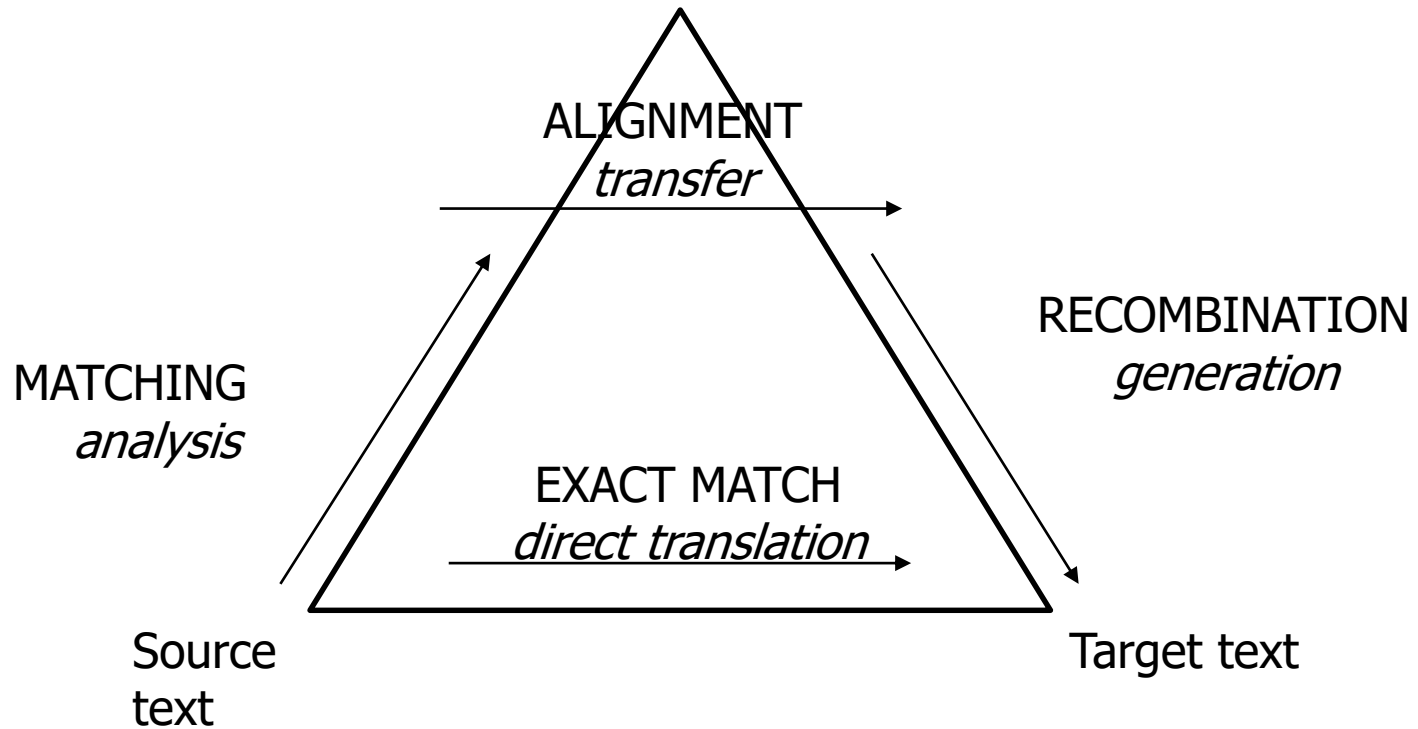 ALIGNMENT
transfer
RECOMBINATION
generation
MATCHING
analysis
EXACT MATCH
direct translation
Source
text
Target text